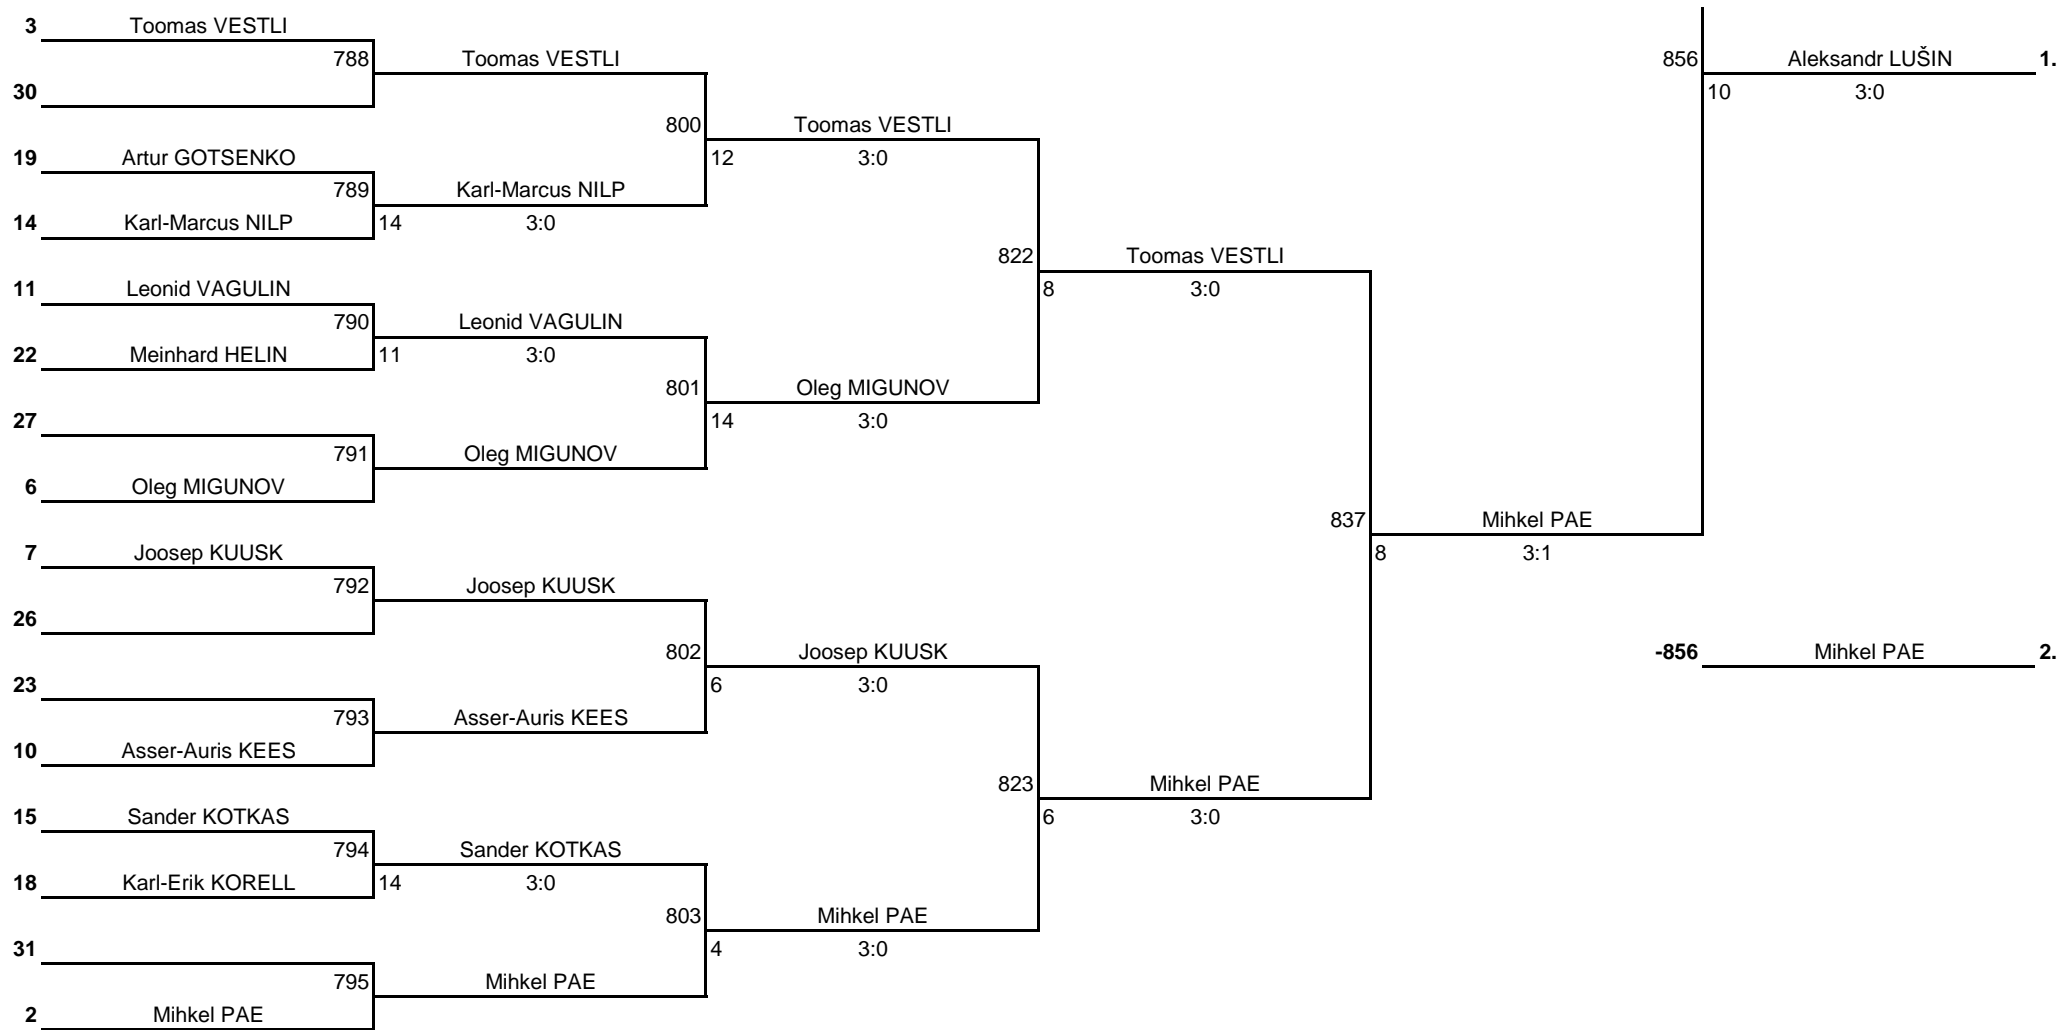 3 Toomas VESTLI
788 Toomas VESTLI 856 Aleksandr LUŠIN 1.
30 10 3:0
800 Toomas VESTLI
19 Artur GOTSENKO 12 3:0
789 Karl-Marcus NILP
14 Karl-Marcus NILP 14 3:0
822 Toomas VESTLI
11 Leonid VAGULIN 8 3:0
790 Leonid VAGULIN
22 Meinhard HELIN 11 3:0
801 Oleg MIGUNOV
27 14 3:0
791 Oleg MIGUNOV
6 Oleg MIGUNOV
837 Mihkel PAE
7 Joosep KUUSK 8 3:1
792 Joosep KUUSK
26
802 Joosep KUUSK -856 Mihkel PAE 2.
23 6 3:0
793 Asser-Auris KEES
10 Asser-Auris KEES
823 Mihkel PAE
15 Sander KOTKAS 6 3:0
794 Sander KOTKAS
18 Karl-Erik KORELL 14 3:0
803 Mihkel PAE
31 4 3:0
795 Mihkel PAE
2 Mihkel PAE